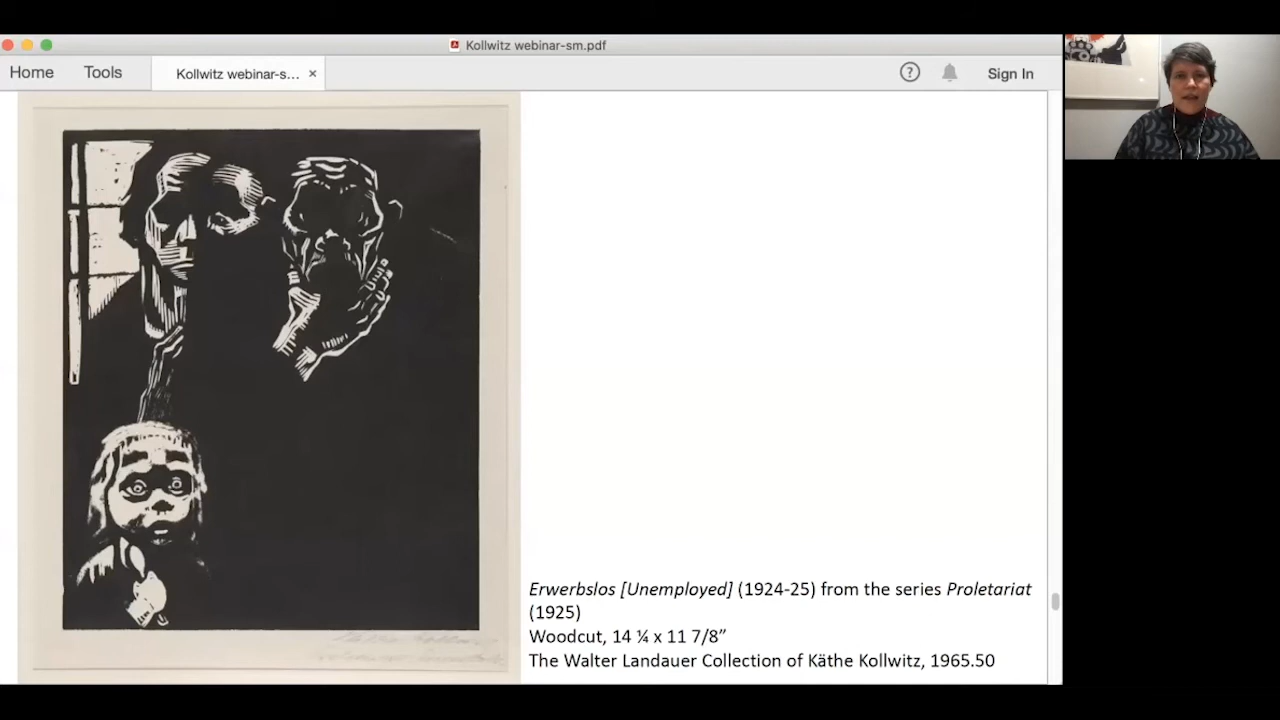 Kollwitz webinar-sm.pdf
Home Tools Kollwitz webinar-s... × ? Sign In
Erwerbslos [Unemployed] (1924-25) from the series Proletariat
(1925)
Woodcut, 14 ¼ x 11 7/8”
The Walter Landauer Collection of Käthe Kollwitz, 1965.50